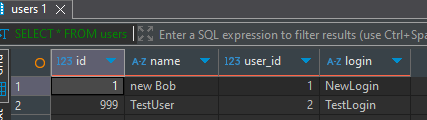 users 1
SELECT * FROM users Enter a SQL expression to filter results (use Ctrl+Spa
123 id A-Z name 123 user_id A-Z login
1 1 new Bob 1 NewLogin
2 999 TestUser 2 TestLogin